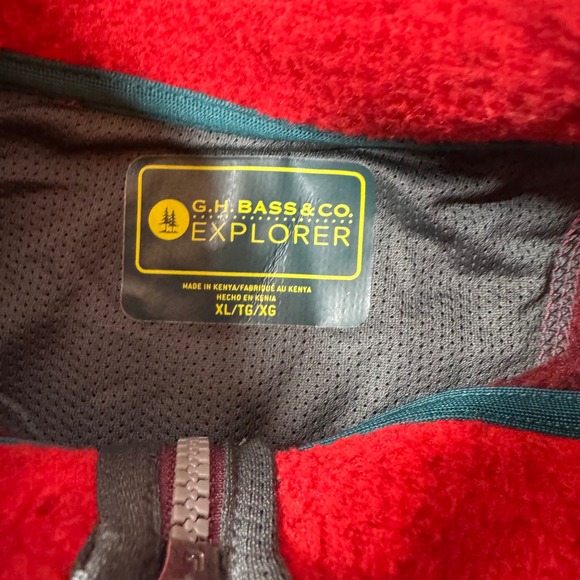 G.H. BASS & CO.
EXPLORER
MADE IN KENYA/FABRIQUÉ AU KENYA
HECHO EN KENIA
XL/TG/XG